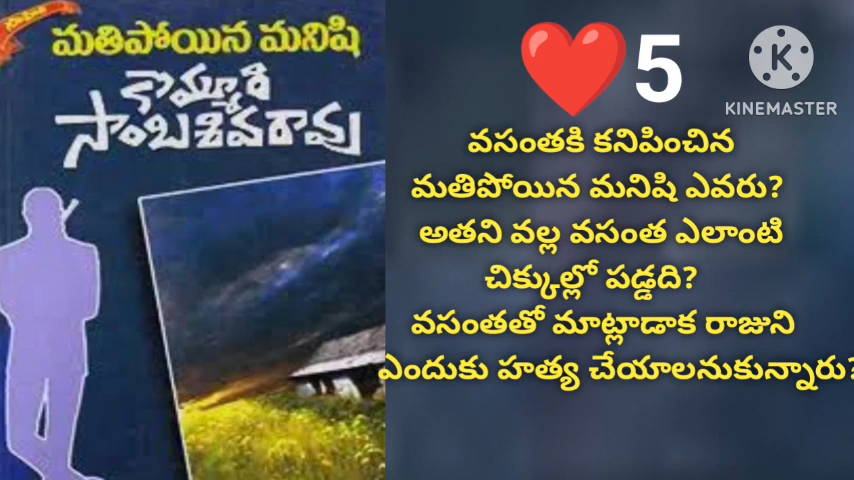 మతిపోయిన మనిషి
కొమ్మూరి
సాంబశివరావు
❤️5
KINEMASTER
వసంతకి కనిపించిన
మతిపోయిన మనిషి ఎవరు?
అతని వల్ల వసంత ఎలాంటి
చిక్కుల్లో పడ్డది?
వసంతతో మాట్లాడాక రాజుని
ఎందుకు హత్య చేయాలనుకున్నారు?